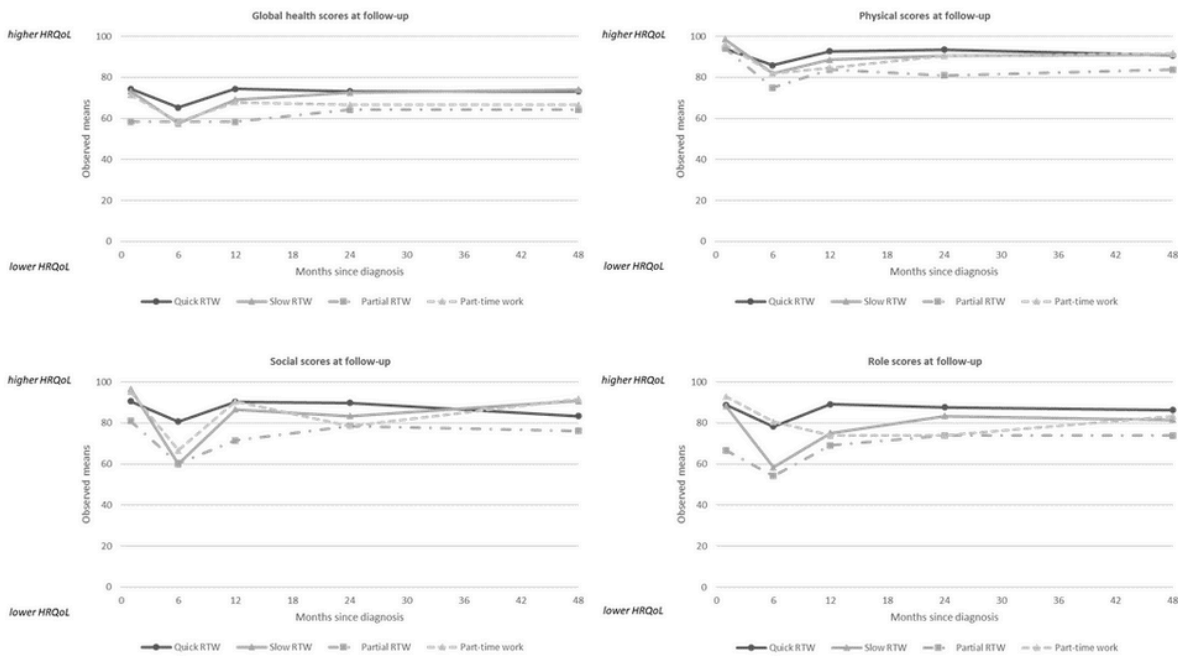 Global health scores at follow-up
higher HRQoL
100
80
60
40
20
0
Observed means
lower HRQoL
0 6 12 18 24 30 36 42 48
Months since diagnosis
Quick RTW Slow RTW Partial RTW Part-time work
Physical scores at follow-up
higher HRQoL
100
80
60
40
20
0
Observed means
lower HRQoL
0 6 12 18 24 30 36 42 48
Months since diagnosis
Quick RTW Slow RTW Partial RTW Part-time work
Social scores at follow-up
higher HRQoL
100
80
60
40
20
0
Observed means
lower HRQoL
0 6 12 18 24 30 36 42 48
Months since diagnosis
Quick RTW Slow RTW Partial RTW Part-time work
Role scores at follow-up
higher HRQoL
100
80
60
40
20
0
Observed means
lower HRQoL
0 6 12 18 24 30 36 42 48
Months since diagnosis
Quick RTW Slow RTW Partial RTW Part-time work